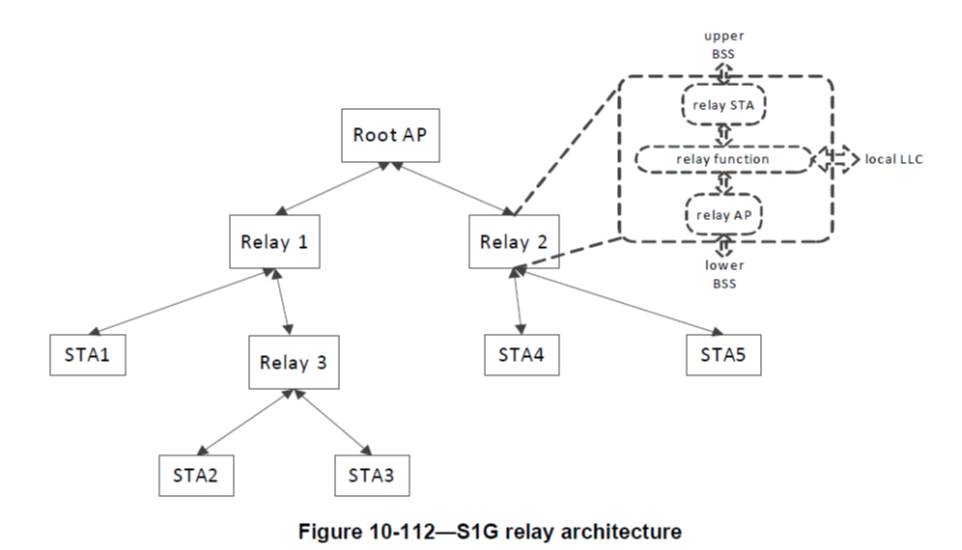 upper
BSS
relay STA
Root AP
relay function
local LLC
relay AP
Relay 1
Relay 2
lower
BSS
STA1
Relay 3
STA4
STA5
STA2
STA3
Figure 10-112—S1G relay architecture